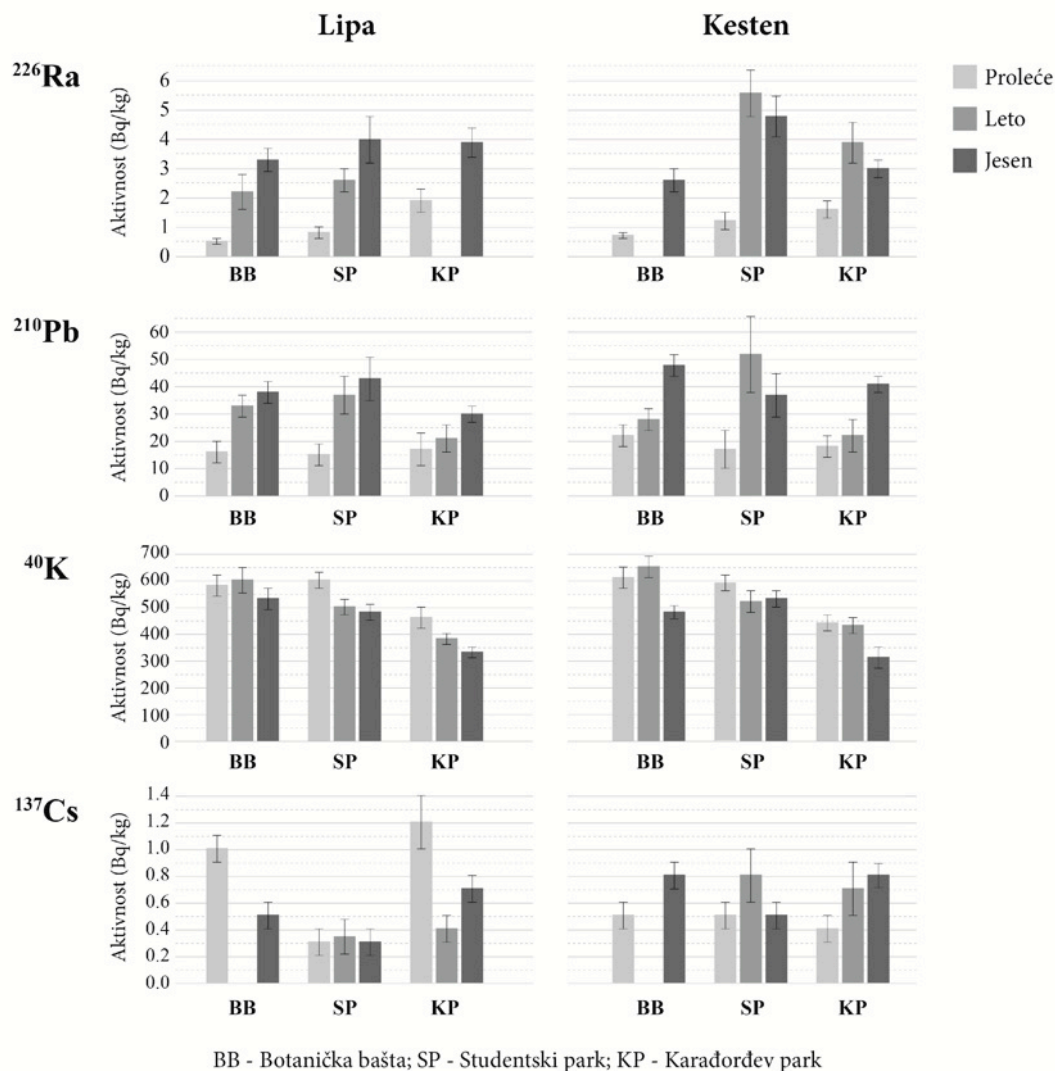 Lipa
Kesten
²²⁶Ra
Aktivnost (Bq/kg)
6
5
4
3
2
1
0
BB SP KP
BB SP KP
Proleće
Leto
Jesen
²¹⁰Pb
Aktivnost (Bq/kg)
60
50
40
30
20
10
0
BB SP KP
BB SP KP
⁴⁰K
Aktivnost (Bq/kg)
700
600
500
400
300
200
100
0
BB SP KP
BB SP KP
¹³⁷Cs
Aktivnost (Bq/kg)
1.4
1.2
1.0
0.8
0.6
0.4
0.2
0.0
BB SP KP
BB SP KP
BB - Botanička bašta; SP - Studentski park; KP - Karađorđev park